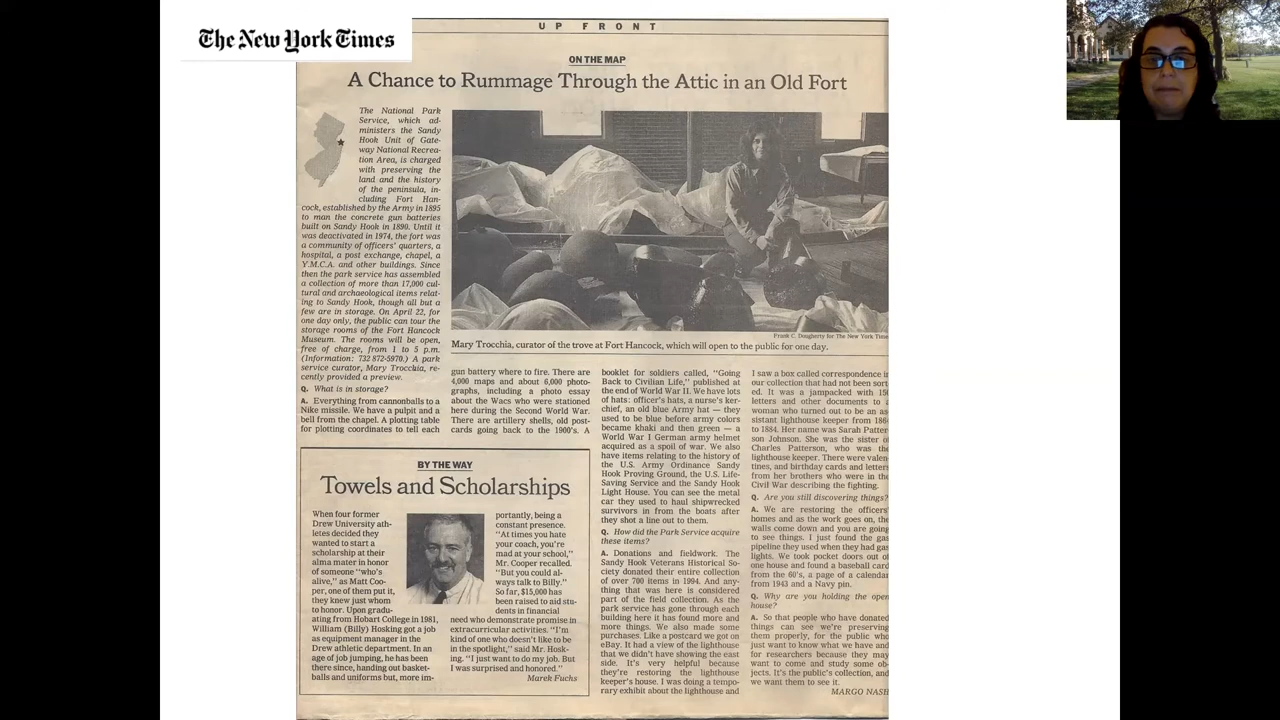 The New York Times
UP FRONT
ON THE MAP
A Chance to Rummage Through the Attic in an Old Fort
The National Park
Service, which ad-
ministers the Sandy
Hook Unit of Gate-
way National Recrea-
tion Area, is charged
with preserving the
land and the history
of the peninsula, in-
cluding Fort Han-
cock, established by the Army in 1895
to man the concrete gun batteries
built on Sandy Hook in 1890. Until it
was deactivated in 1974, the fort was
a community of officers' quarters, a
hospital, a post exchange, chapel, a
Y.M.C.A. and other buildings. Since
then the park service has assembled
a collection of more than 17,000 cul-
tural and archaeological items relat-
ing to Sandy Hook, though all but a
few are in storage. On April 22, for
one day only, the public can tour the
storage rooms of the Fort Hancock
Museum. The rooms will be open,
free of charge, from 1 to 5 p.m.
(Information: 732 872-5970.) A park
service curator, Mary Trocchia, re-
cently provided a preview.
Q. What is in storage?
A. Everything from cannonballs to a
Nike missile. We have a pulpit and a
bell from the chapel. A plotting table
for plotting coordinates to tell each
Frank C. Dougherty for The New York Time
Mary Trocchia, curator of the trove at Fort Hancock, which will open to the public for one day.
gun battery where to fire. There are
4,000 maps and about 6,000 photo-
graphs, including a photo essay
about the Wacs who were stationed
here during the Second World War.
There are artillery shells, old post-
cards going back to the 1900's. A
booklet for soldiers called, "Going
Back to Civilian Life," published at
the end of World War II. We have lots
of hats: officer's hats, a nurse's ker-
chief, an old blue Army hat — they
used to be blue before army colors
became khaki and then green — a
World War I German army helmet
acquired as a spoil of war. We also
have items relating to the history of
the U.S. Army Ordinance Sandy
Hook Proving Ground, the U.S. Life-
Saving Service and the Sandy Hook
Light House. You can see the metal
car they used to haul shipwrecked
survivors in from the boats after
they shot a line out to them.
Q. How did the Park Service acquire
these items?
A. Donations and fieldwork. The
Sandy Hook Veterans Historical So-
ciety donated their entire collection
of over 700 items in 1994. And any-
thing that was here is considered
part of the field collection. As the
park service has gone through each
building here it has found more and
more things. We also made some
purchases. Like a postcard we got on
eBay. It had a view of the lighthouse
that we didn't have showing the east
side. It's very helpful because
they're restoring the lighthouse
keeper's house. I was doing a tempo-
rary exhibit about the lighthouse and
I saw a box called correspondence in
our collection that had not been sort-
ed. It was a jampacked with 150
letters and other documents to a
woman who turned out to be an as-
sistant lighthouse keeper from 186
to 1884. Her name was Sarah Patter-
son Johnson. She was the sister of
Charles Patterson, who was the
lighthouse keeper. There were valen-
tines, and birthday cards and letters
from her brothers who were in the
Civil War describing the fighting.
Q. Are you still discovering things?
A. We are restoring the officers'
homes and as the work goes on, the
walls come down and you are going
to see things. I just found the gas
pipeline they used when they had gas
lights. We took pocket doors out of
one house and found a baseball card
from the 60's, a page of a calendar
from 1943 and a Navy pin.
Q. Why are you holding the open
house?
A. So that people who have donated
things can see we're preserving
them properly, for the public who
just want to know what we have and
for researchers because they may
want to come and study some ob-
jects. It's the public's collection, and
we want them to see it.
MARGO NASH
BY THE WAY
Towels and Scholarships
When four former
Drew University ath-
letes decided they
wanted to start a
scholarship at their
alma mater in honor
of someone "who's
alive," as Matt Coo-
per, one of them put it,
they knew just whom
to honor. Upon gradu-
ating from Hobart College in 1981,
William (Billy) Hosking got a job
as equipment manager in the
Drew athletic department. In an
age of job jumping, he has been
there since, handing out basket-
balls and uniforms but, more im-
portantly, being a
constant presence.
"At times you hate
your coach, you're
mad at your school,"
Mr. Cooper recalled.
"But you could al-
ways talk to Billy."
So far, $15,000 has
been raised to aid stu-
dents in financial
need who demonstrate promise in
extracurricular activities. "I'm
kind of one who doesn't like to be
in the spotlight," said Mr. Hosk-
ing. "I just want to do my job. But
I was surprised and honored."
Marek Fuchs